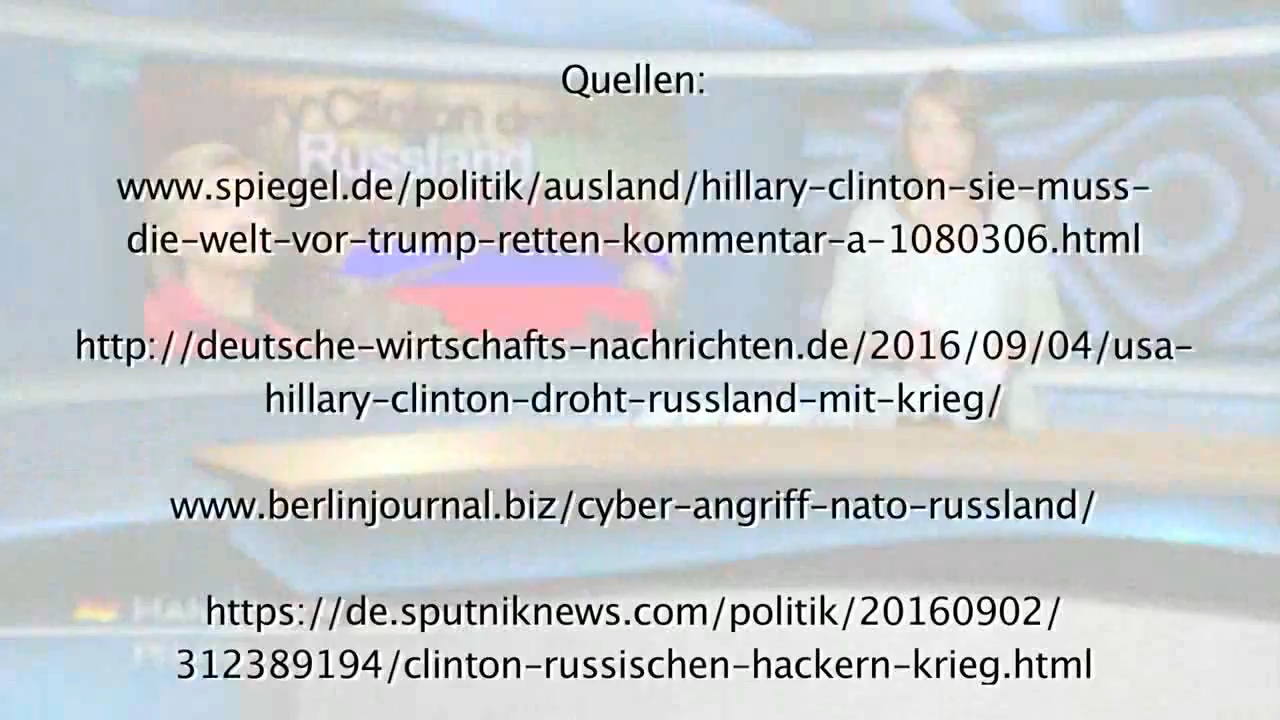 Quellen:
www.spiegel.de/politik/ausland/hillary-clinton-sie-muss-
die-welt-vor-trump-retten-kommentar-a-1080306.html
http://deutsche-wirtschafts-nachrichten.de/2016/09/04/usa-
hillary-clinton-droht-russland-mit-krieg/
www.berlinjournal.biz/cyber-angriff-nato-russland/
https://de.sputniknews.com/politik/20160902/
312389194/clinton-russischen-hackern-krieg.html
Russland